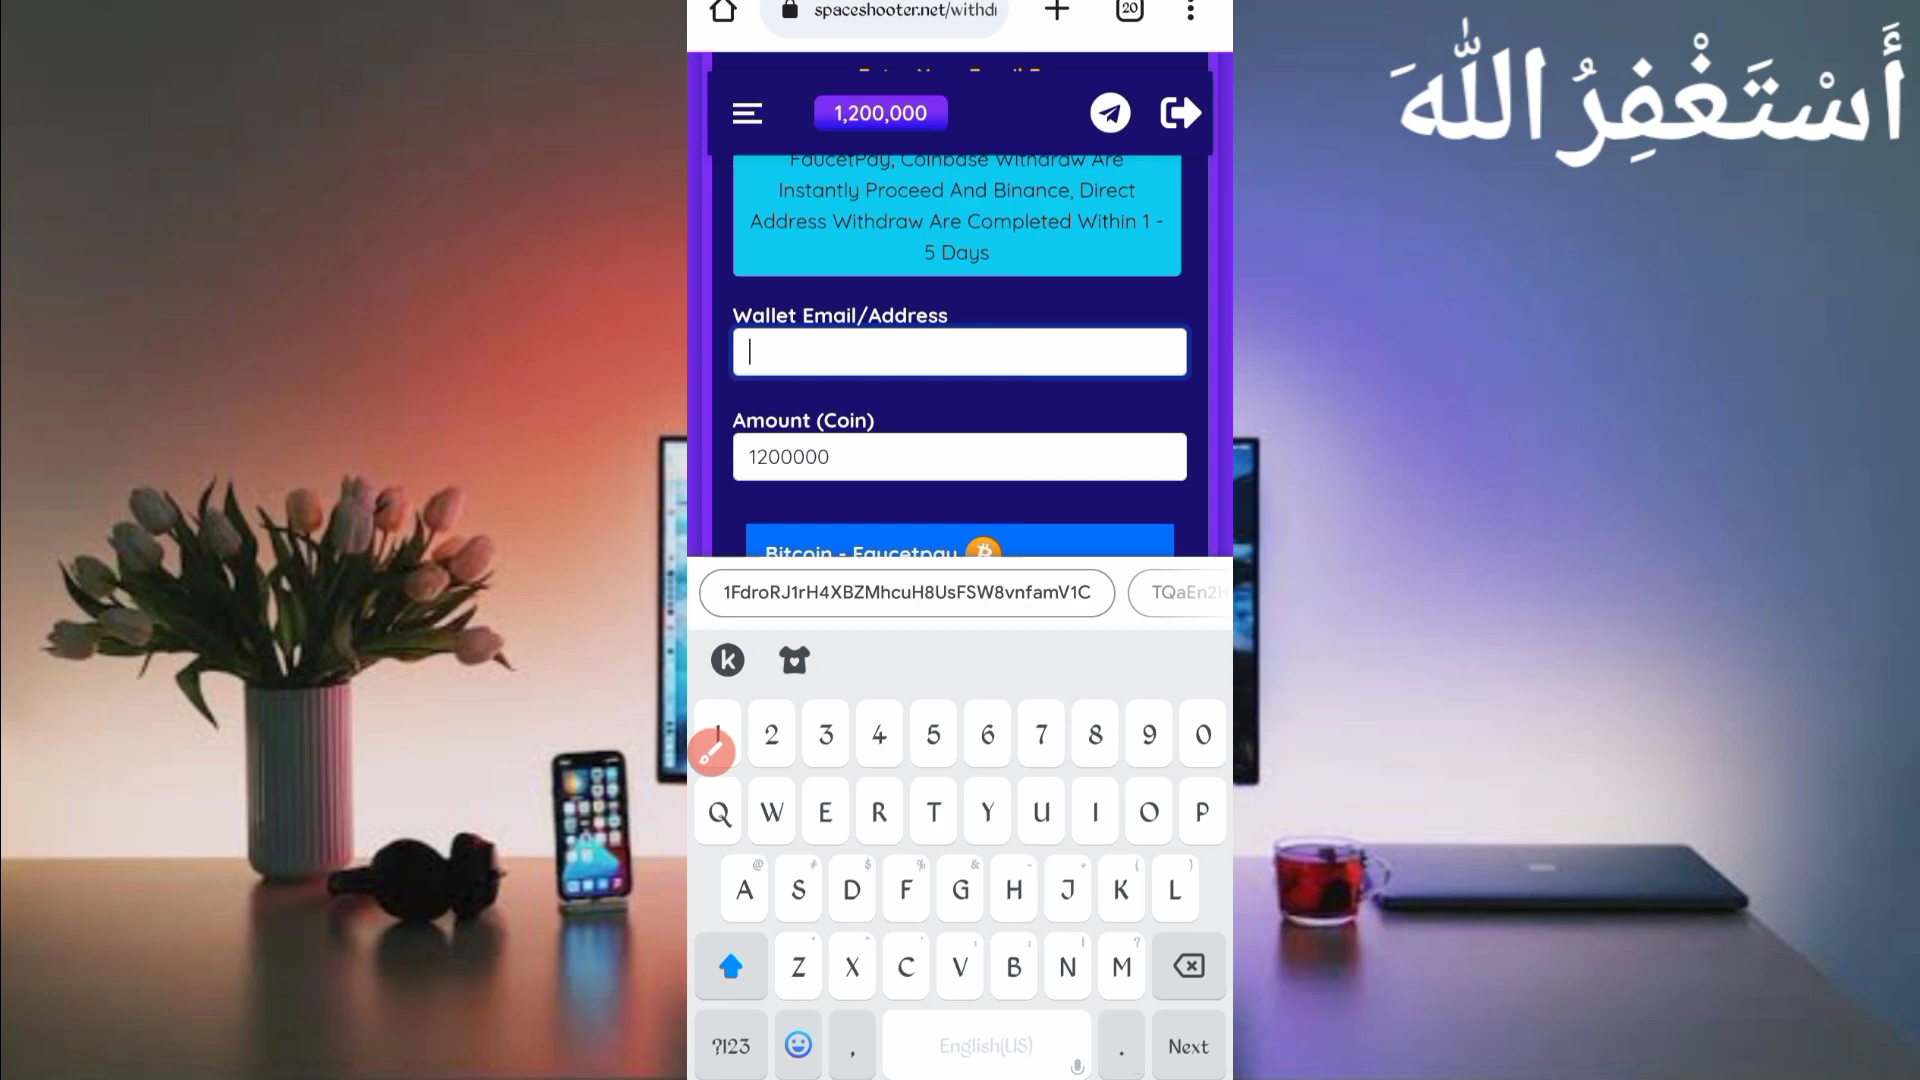 spaceshooter.net/withd
20
أَسْتَغْفِرُ اللّٰهَ
1,200,000
FaucetPay, Coinbase Withdraw Are
Instantly Proceed And Binance, Direct
Address Withdraw Are Completed Within 1 -
5 Days
Wallet Email/Address
Amount (Coin)
1200000
Bitcoin - Faucetpay
1FdroRJ1rH4XBZMhcuH8UsFSW8vnfamV1C
TQaEn2H
k
1 2 3 4 5 6 7 8 9 0
Q W E R T Y U I O P
A S D F G H J K L
Z X C V B N M
?123 , English(US) . Next